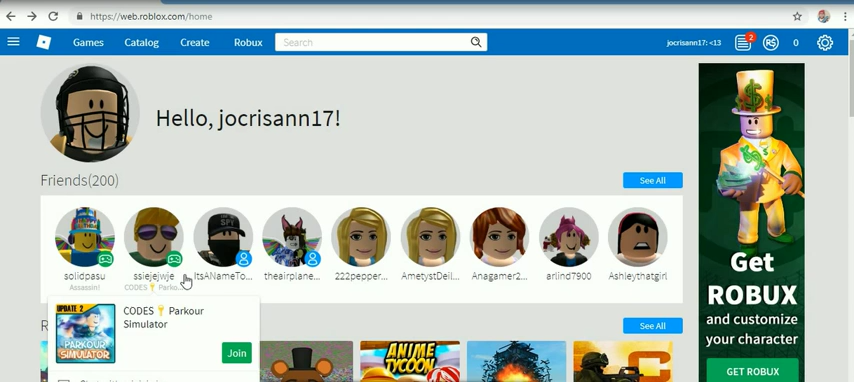 https://web.roblox.com/home
Games Catalog Create Robux Search jocrisann17: <13 2 R$ 0
Hello, jocrisann17!
Friends(200)
See All
solidpasu ssiejejwje ItsANameTo... theairplane... 222pepper... AmetystDeil... Anagamer2... arlind7900 Ashleythatgirl
Assassin! CODES Parko...
UPDATE 2
PARKOUR
SIMULATOR
CODES Parkour
Simulator
Join
See All
ANIME
TYCOON
Get
ROBUX
and customize
your character
GET ROBUX